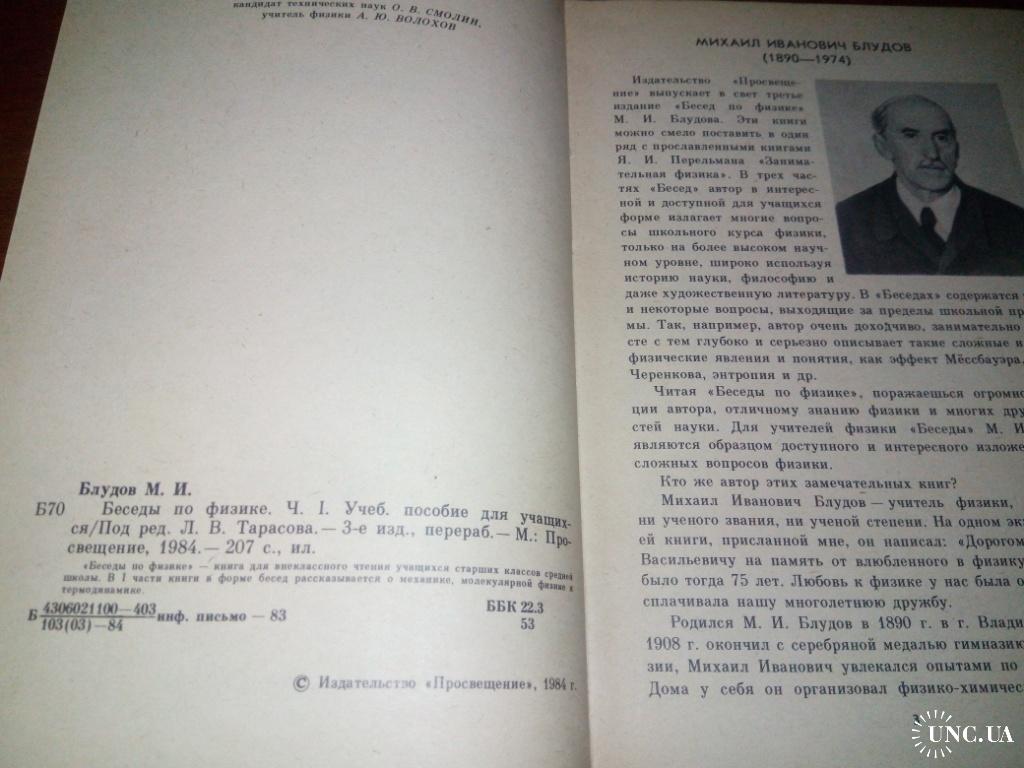 кандидат технических наук О. В. СМОЛИН,
учитель физики А. Ю. ВОЛОХОВ
Блудов М. И.
Б70 Беседы по физике. Ч. I. Учеб. пособие для учащих-
ся/Под ред. Л. В. Тарасова.— 3-е изд., перераб.— М.: Про-
свещение, 1984.— 207 с., ил.
«Беседы по физике» — книга для внеклассного чтения учащихся старших классов средней
школы. В I части книги в форме бесед рассказывается о механике, молекулярной физике и
термодинамике.
Б 4306021100—403
103(03)—84 инф. письмо — 83
ББК 22.3
53
© Издательство «Просвещение», 1984 г.
МИХАИЛ ИВАНОВИЧ БЛУДОВ
(1890—1974)
Издательство «Просвеще-
ние» выпускает в свет третье
издание «Бесед по физике»
М. И. Блудова. Эти книги
можно смело поставить в один
ряд с прославленными книгами
Я. И. Перельмана «Занима-
тельная физика». В трех час-
тях «Бесед» автор в интерес-
ной и доступной для учащихся
форме излагает многие вопро-
сы школьного курса физики,
только на более высоком науч-
ном уровне, широко используя
историю науки, философию и
даже художественную литературу. В «Беседах» содержатся
и некоторые вопросы, выходящие за пределы школьной пр
мы. Так, например, автор очень доходчиво, занимательно
сте с тем глубоко и серьезно описывает такие сложные и
физические явления и понятия, как эффект Мёссбауэра,
Черенкова, энтропия и др.
Читая «Беседы по физике», поражаешься огромно
ции автора, отличному знанию физики и многих дру
стей науки. Для учителей физики «Беседы» М. И
являются образцом доступного и интересного изложе
сложных вопросов физики.
Кто же автор этих замечательных книг?
Михаил Иванович Блудов — учитель физики,
ни ученого звания, ни ученой степени. На одном эк
ей книги, присланной мне, он написал: «Дорогом
Васильевичу на память от влюбленного в физику
было тогда 75 лет. Любовь к физике у нас была о
сплачивала нашу многолетнюю дружбу.
Родился М. И. Блудов в 1890 г. в г. Влади
1908 г. окончил с серебряной медалью гимназию
зии, Михаил Иванович увлекался опытами по
Дома у себя он организовал физико-химичес
3
UNC.UA